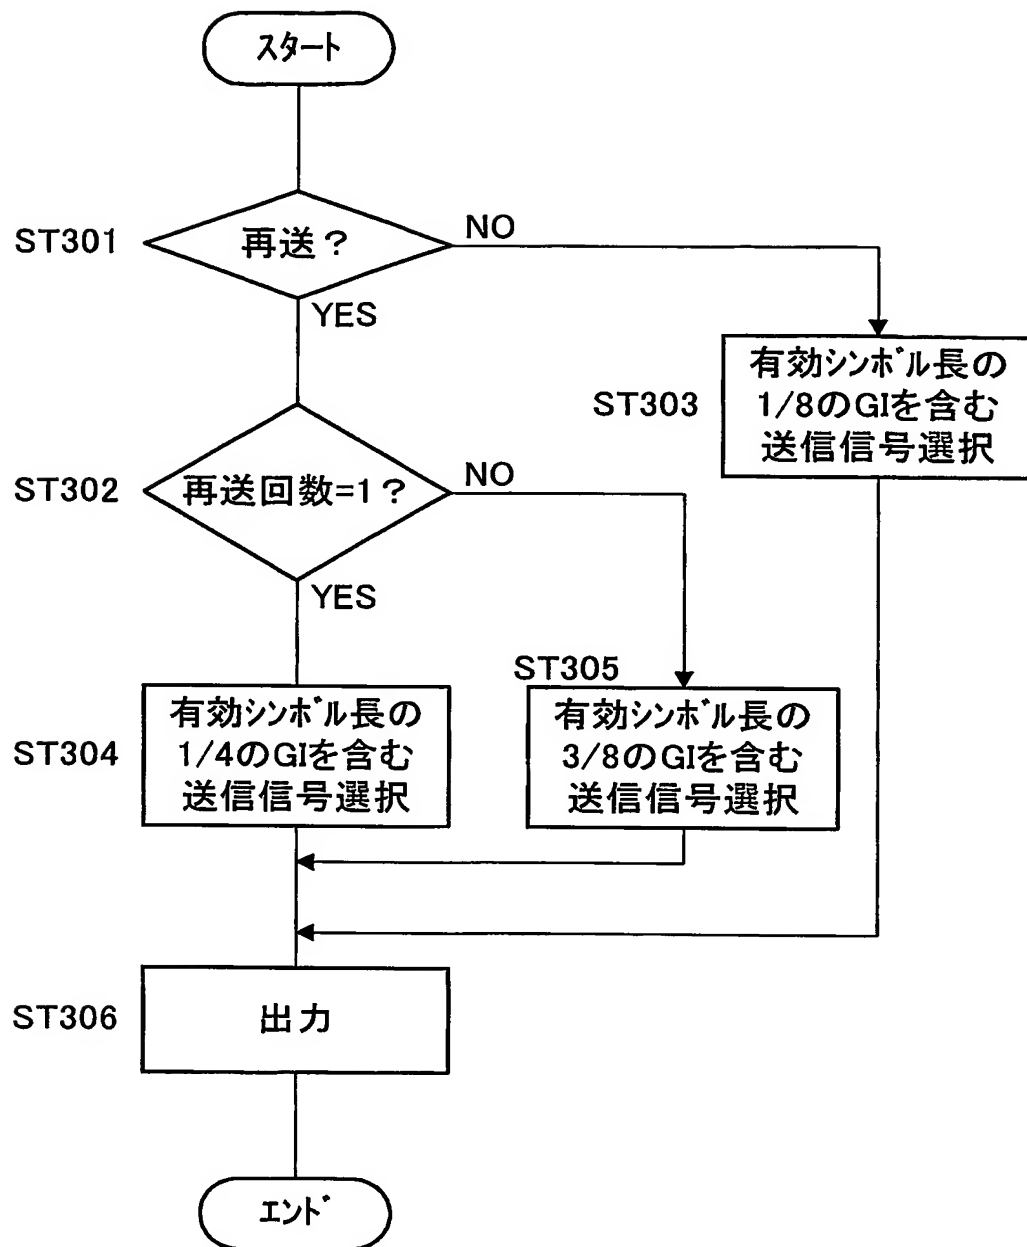 スタート
ST301
再送？
NO
YES
ST303
有効シンボル長の
1/8のGIを含む
送信信号選択
ST302
再送回数=1？
NO
YES
ST304
有効シンボル長の
1/4のGIを含む
送信信号選択
ST305
有効シンボル長の
3/8のGIを含む
送信信号選択
ST306
出力
エンド